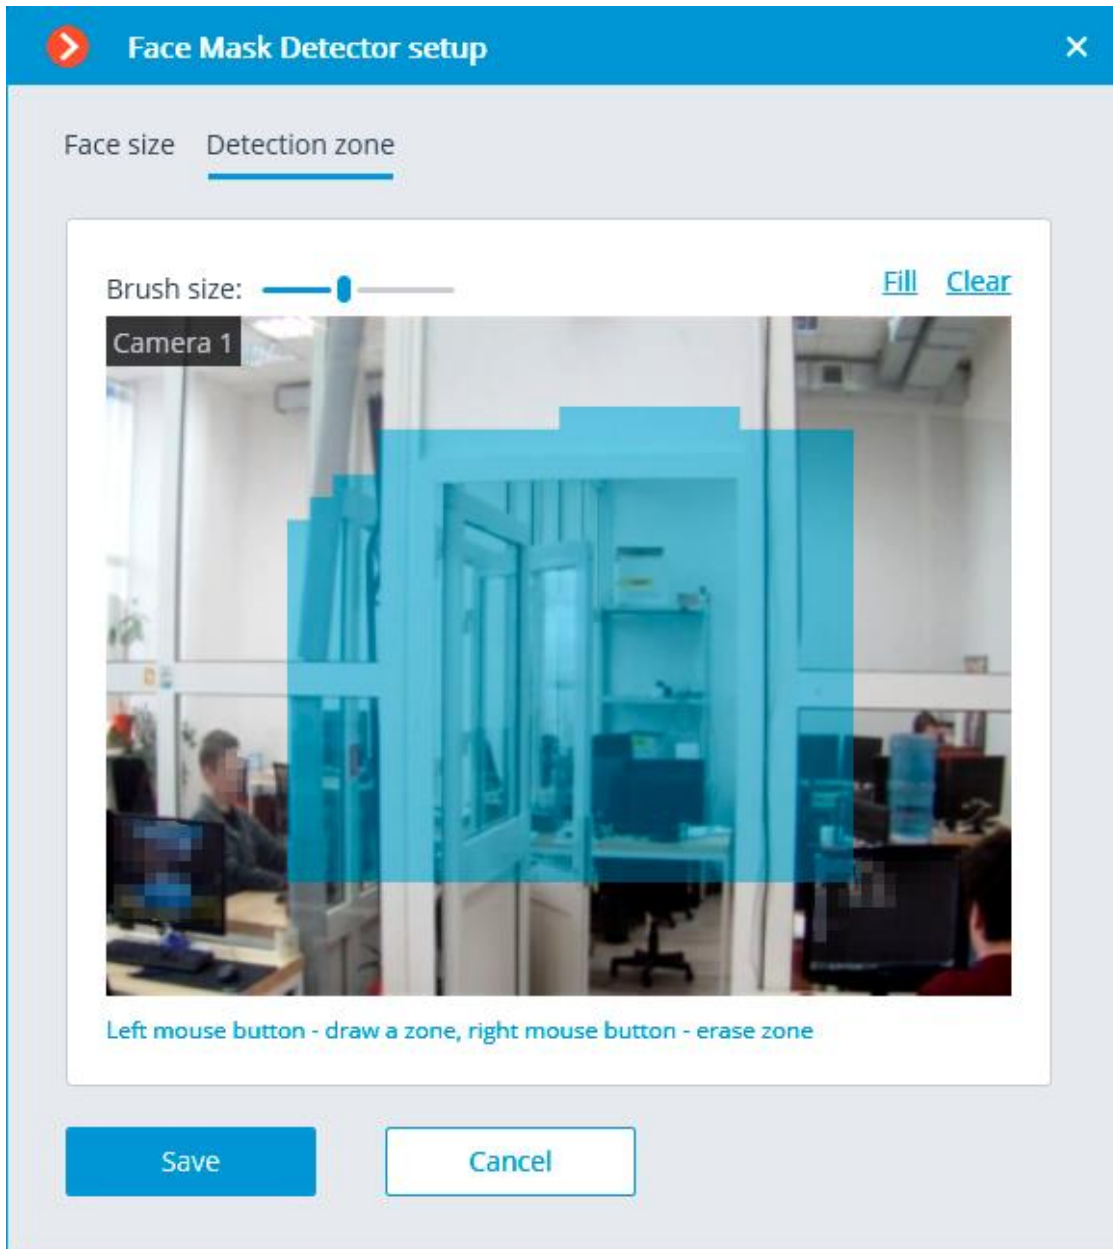 Face Mask Detector setup
Face size Detection zone
Brush size: Fill Clear
Camera 1
Left mouse button - draw a zone, right mouse button - erase zone
Save Cancel